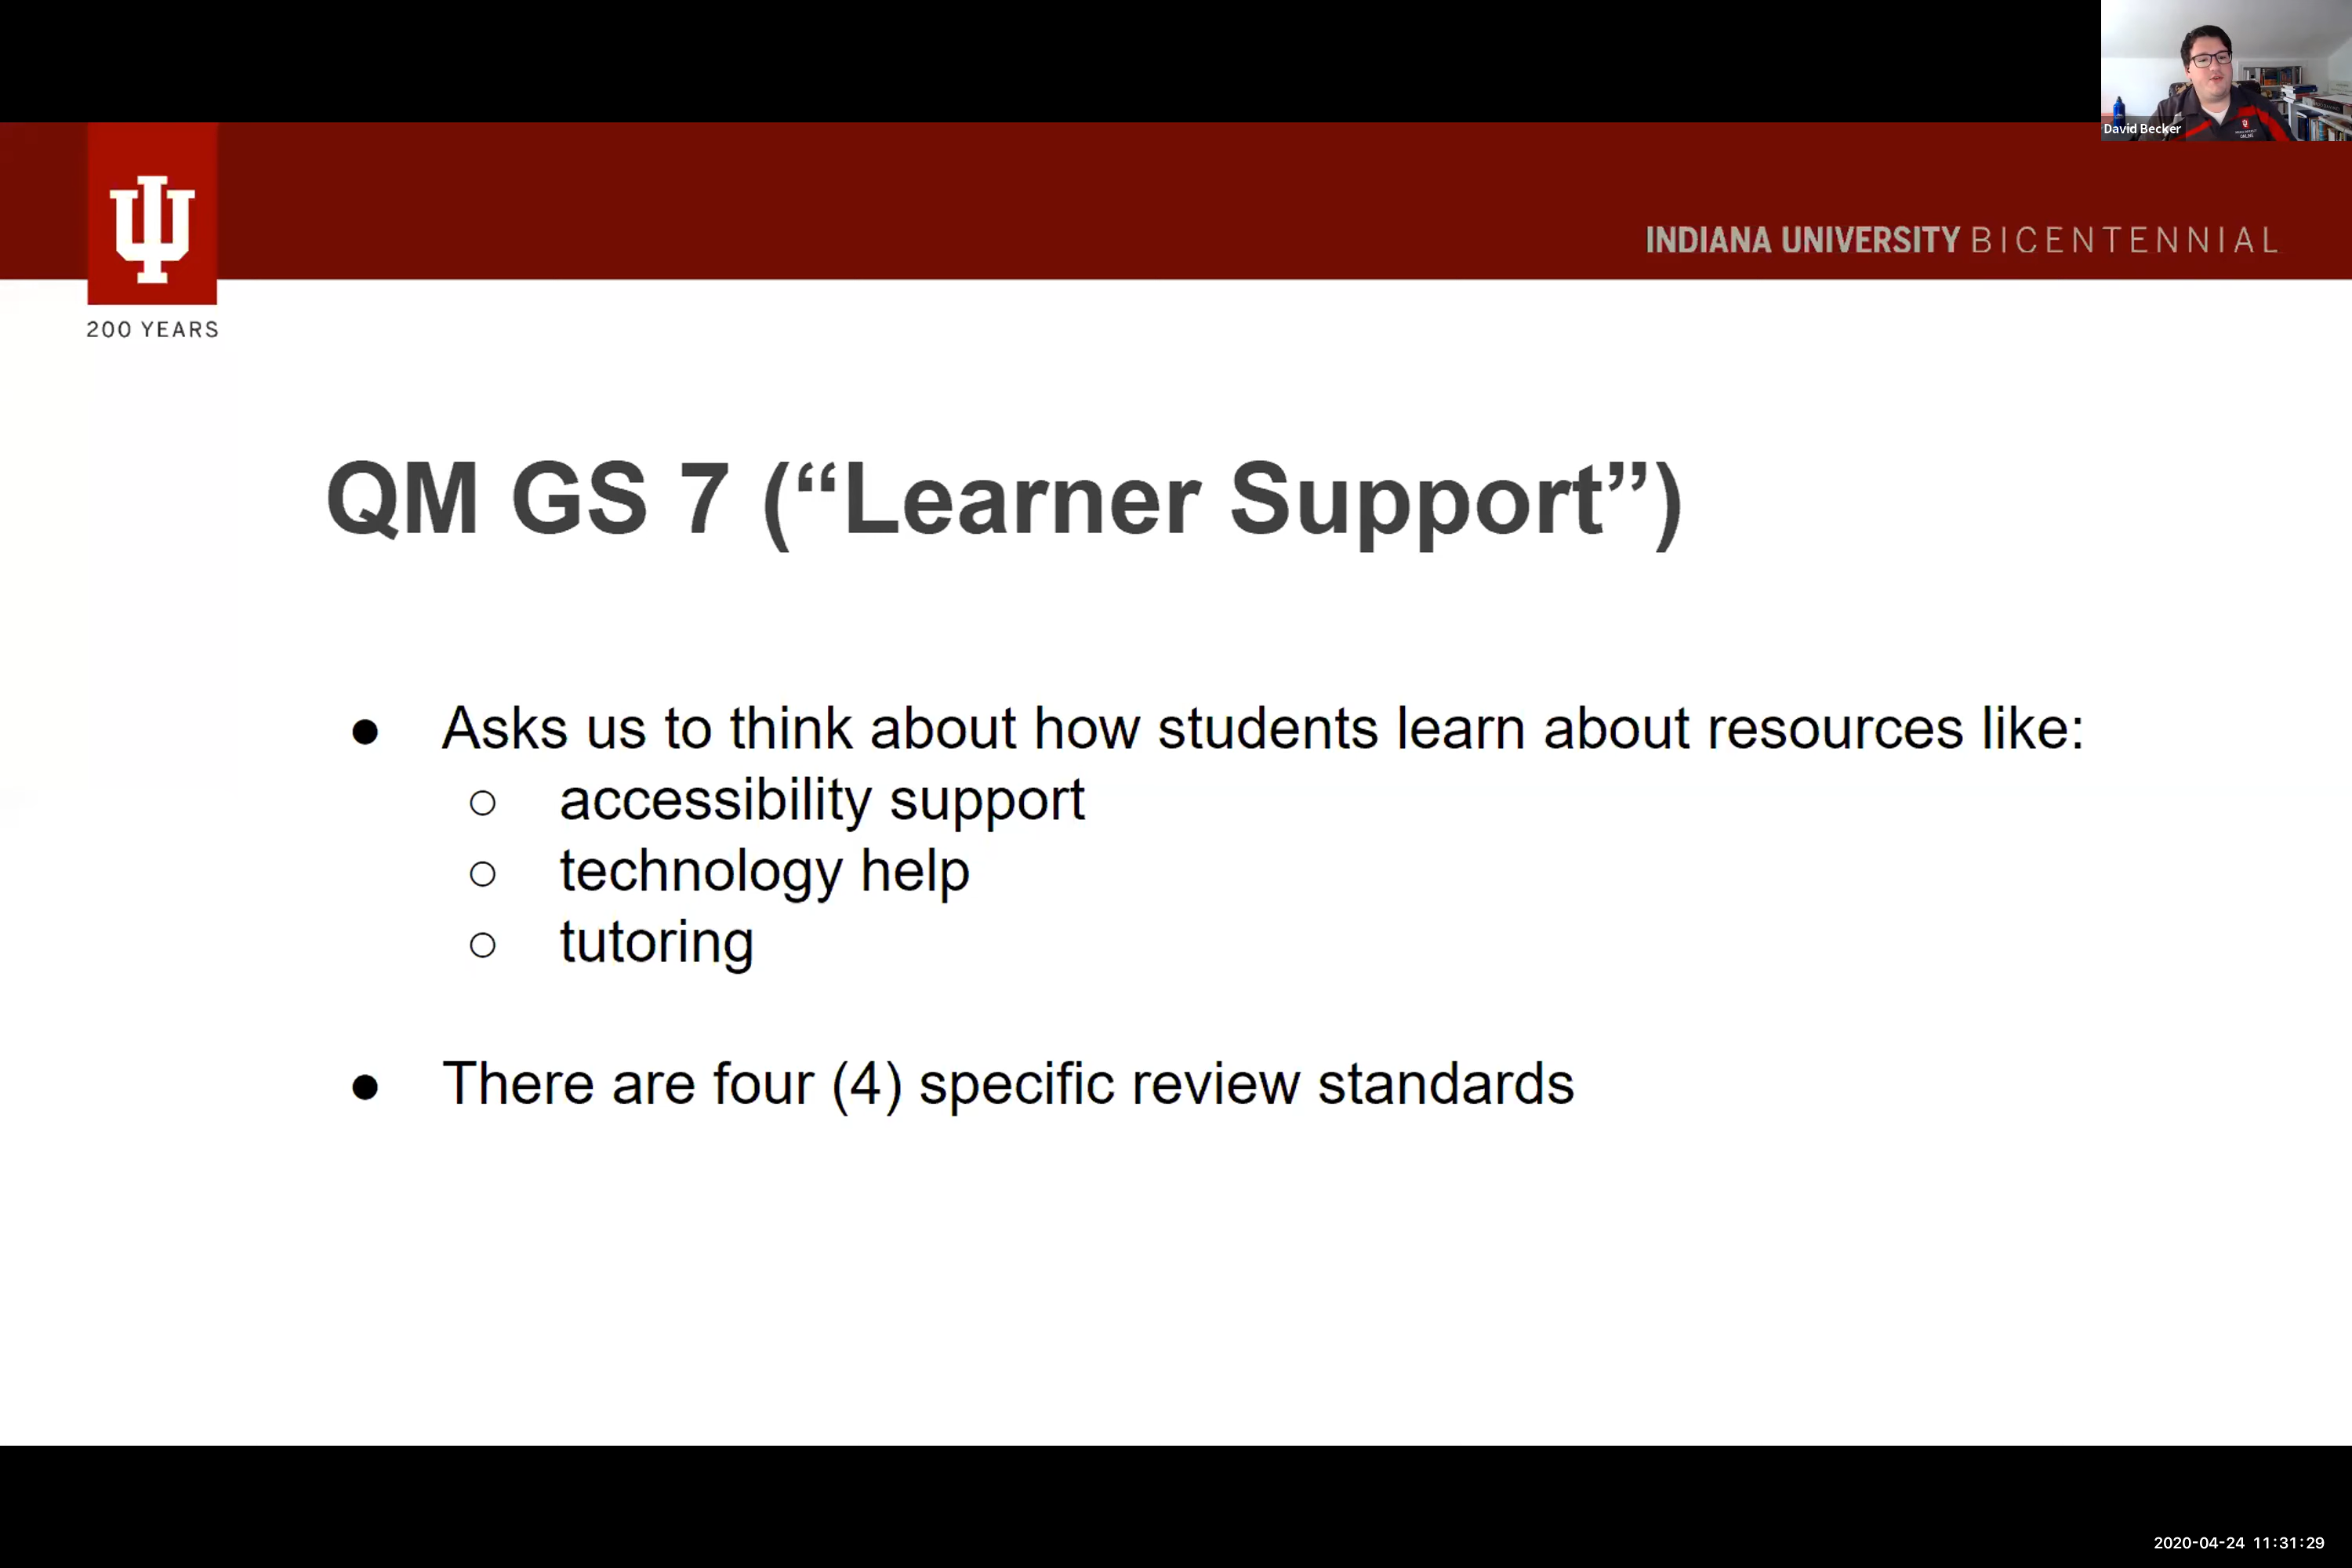 David Becker
INDIANA UNIVERSITY BICENTENNIAL
200 YEARS
QM GS 7 (“Learner Support”)
● Asks us to think about how students learn about resources like:
○ accessibility support
○ technology help
○ tutoring
● There are four (4) specific review standards
2020-04-24 11:31:29